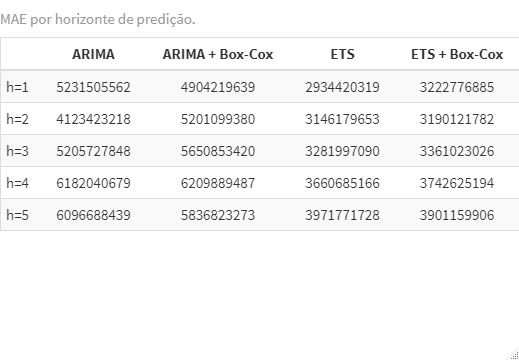 MAE por horizonte de predição.
ARIMA ARIMA + Box-Cox ETS ETS + Box-Cox
h=1 5231505562 4904219639 2934420319 3222776885
h=2 4123423218 5201099380 3146179653 3190121782
h=3 5205727848 5650853420 3281997090 3361023026
h=4 6182040679 6209889487 3660685166 3742625194
h=5 6096688439 5836823273 3971771728 3901159906